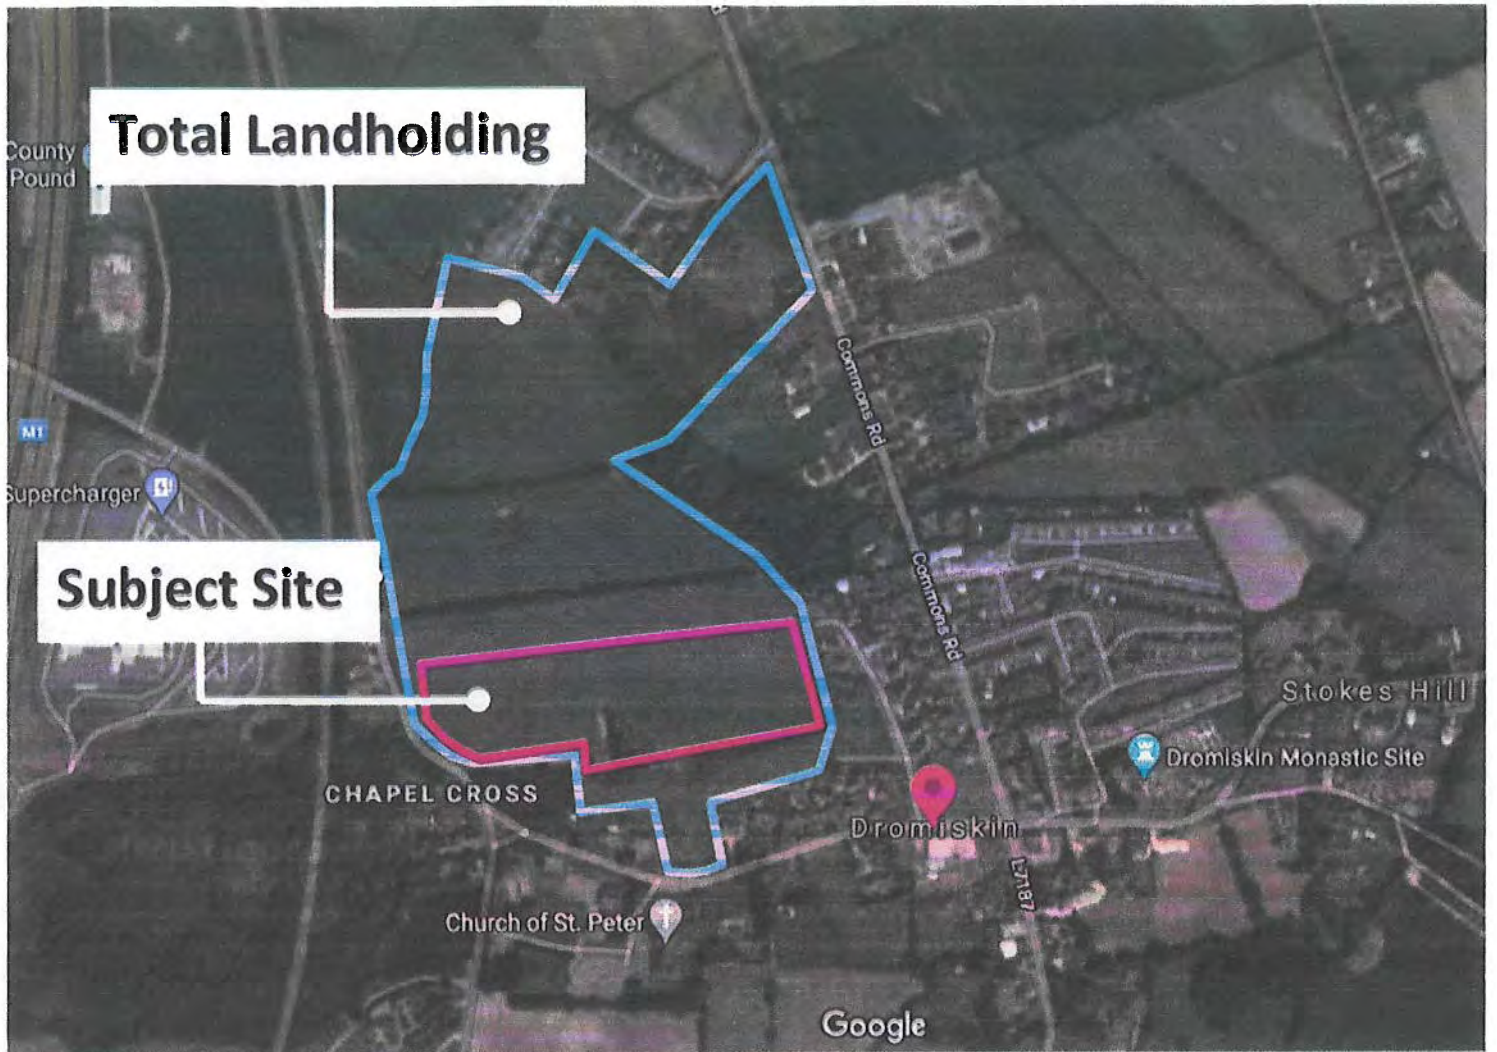 Total Landholding
County
Pound
Commons Rd
M1
Supercharger
Subject Site
Commons Rd
Stokes Hill
Dromiskin Monastic Site
CHAPEL CROSS
Dromiskin
L7187
Church of St. Peter
Google